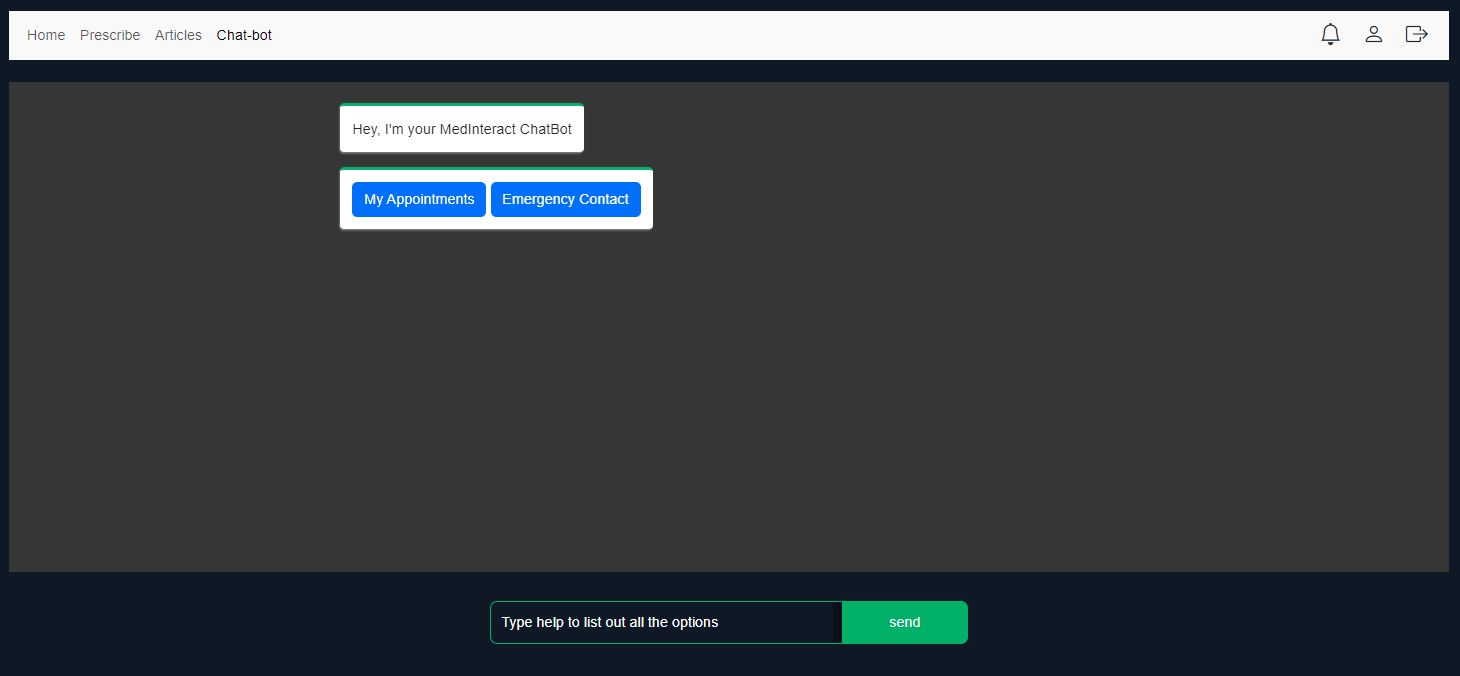 Home Prescribe Articles Chat-bot
Hey, I'm your MedInteract ChatBot
My Appointments Emergency Contact
Type help to list out all the options send